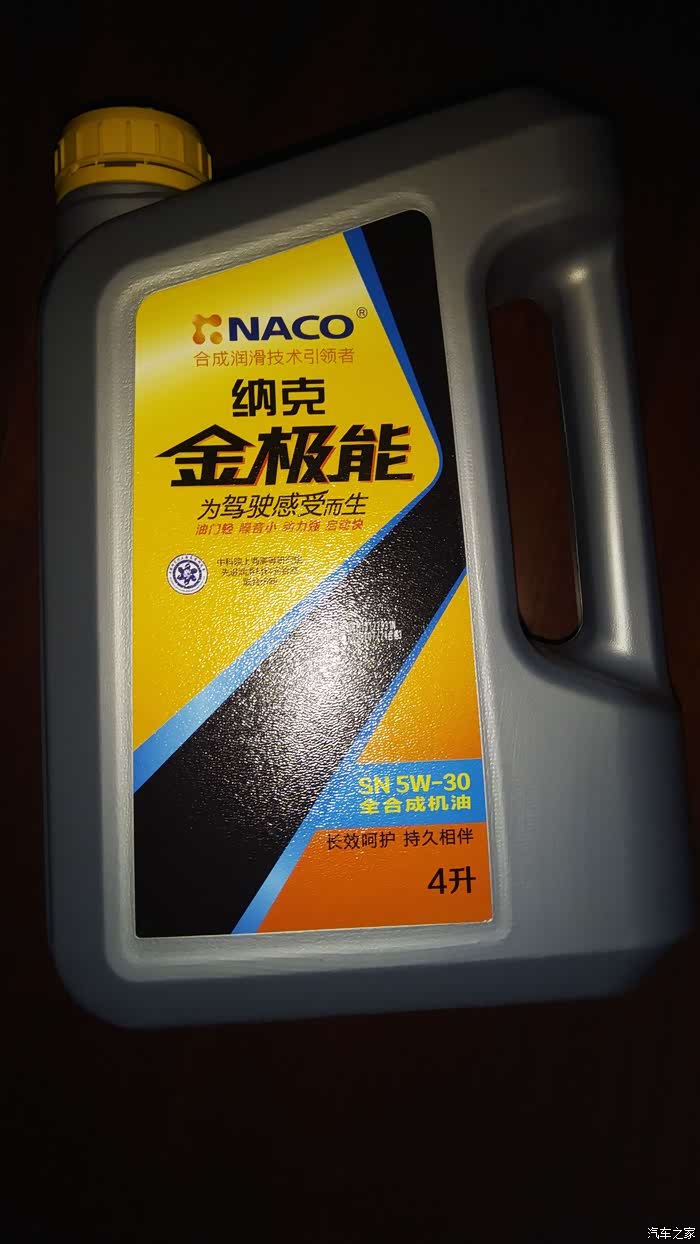 NACO®
合成润滑技术引领者
纳克
金极能
为驾驶感受而生
油门轻 噪音小 动力强 启动快
SN 5W-30
全合成机油
长效呵护 持久相伴
4升
汽车之家